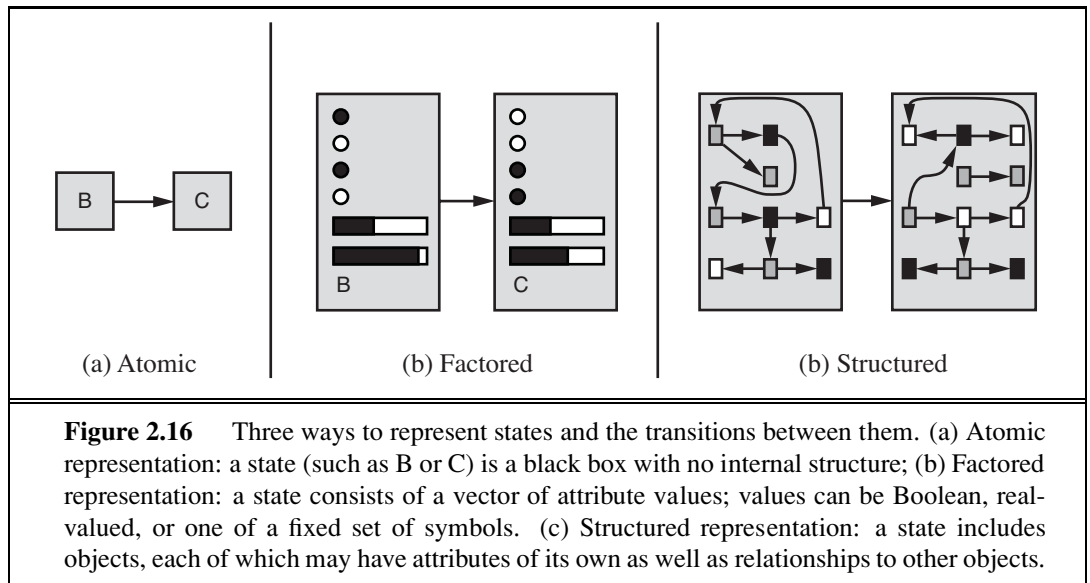 B
C
B
C
(a) Atomic
(b) Factored
(b) Structured
Figure 2.16 Three ways to represent states and the transitions between them. (a) Atomic
representation: a state (such as B or C) is a black box with no internal structure; (b) Factored
representation: a state consists of a vector of attribute values; values can be Boolean, real-
valued, or one of a fixed set of symbols. (c) Structured representation: a state includes
objects, each of which may have attributes of its own as well as relationships to other objects.